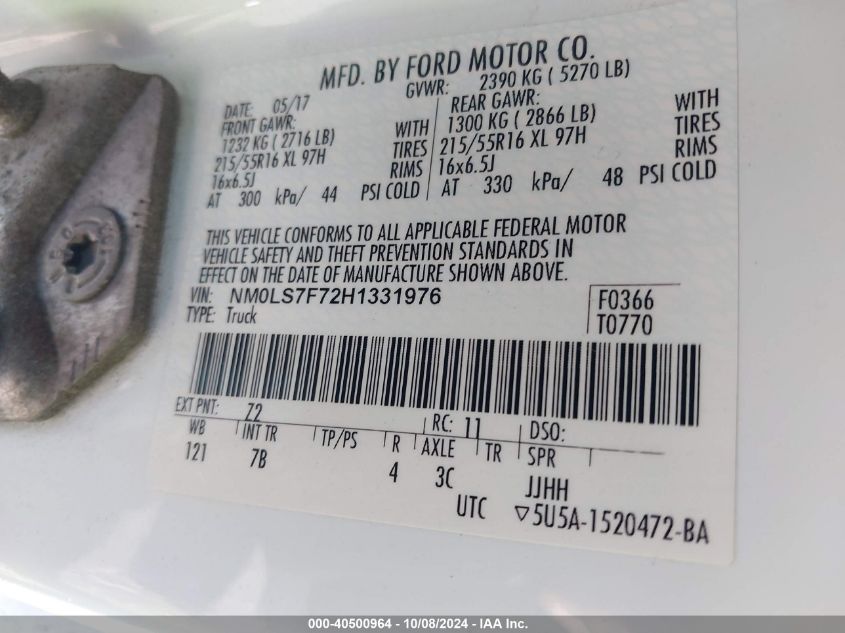 MFD. BY FORD MOTOR CO.
DATE: 05/17 GVWR: 2390 KG ( 5270 LB)
FRONT GAWR: REAR GAWR:
1232 KG ( 2716 LB) WITH 1300 KG ( 2866 LB) WITH
215/55R16 XL 97H TIRES 215/55R16 XL 97H TIRES
16x6.5J RIMS 16x6.5J RIMS
AT 300 kPa/ 44 PSI COLD AT 330 kPa/ 48 PSI COLD
THIS VEHICLE CONFORMS TO ALL APPLICABLE FEDERAL MOTOR
VEHICLE SAFETY AND THEFT PREVENTION STANDARDS IN
EFFECT ON THE DATE OF MANUFACTURE SHOWN ABOVE.
VIN: NM0LS7F72H1331976 F0366
TYPE: Truck T0770
EXT PNT: Z2 RC: 11 DSO:
WB INT TR TP/PS R AXLE TR SPR
121 7B 4 3C JJHH
UTC ▽5U5A-1520472-BA
000-40500964 - 10/08/2024 - IAA Inc.